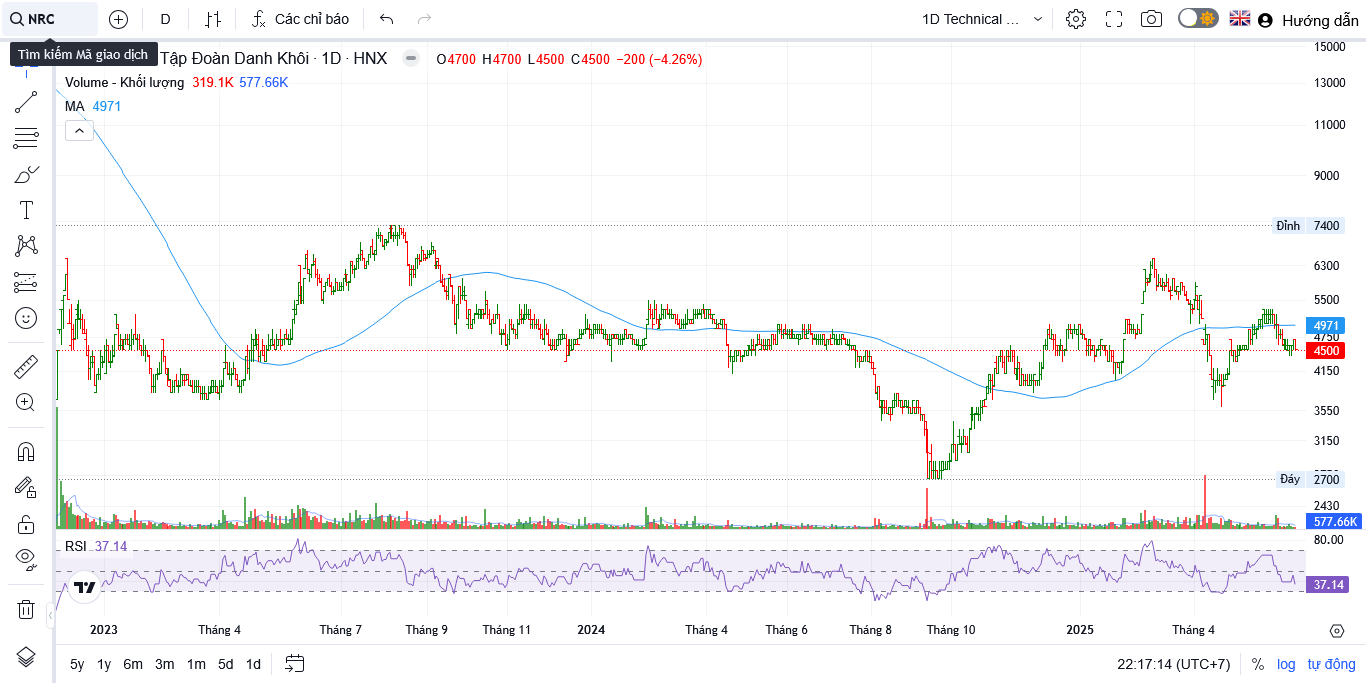 NRC D Các chỉ báo 1D Technical ... Hướng dẫn
Tìm kiếm Mã giao dịch
Tập Đoàn Danh Khôi · 1D · HNX O4700 H4700 L4500 C4500 −200 (−4.26%)
Volume - Khối lượng 319.1K 577.66K
MA 4971
15000
13000
11000
9000
Đỉnh 7400
6300
5500
4971
4750
4500
4150
3550
3150
Đáy 2700
2430
577.66K
80.00
RSI 37.14
37.14
2023 Tháng 4 Tháng 7 Tháng 9 Tháng 11 2024 Tháng 4 Tháng 6 Tháng 8 Tháng 10 2025 Tháng 4
5y 1y 6m 3m 1m 5d 1d 22:17:14 (UTC+7) % log tự động